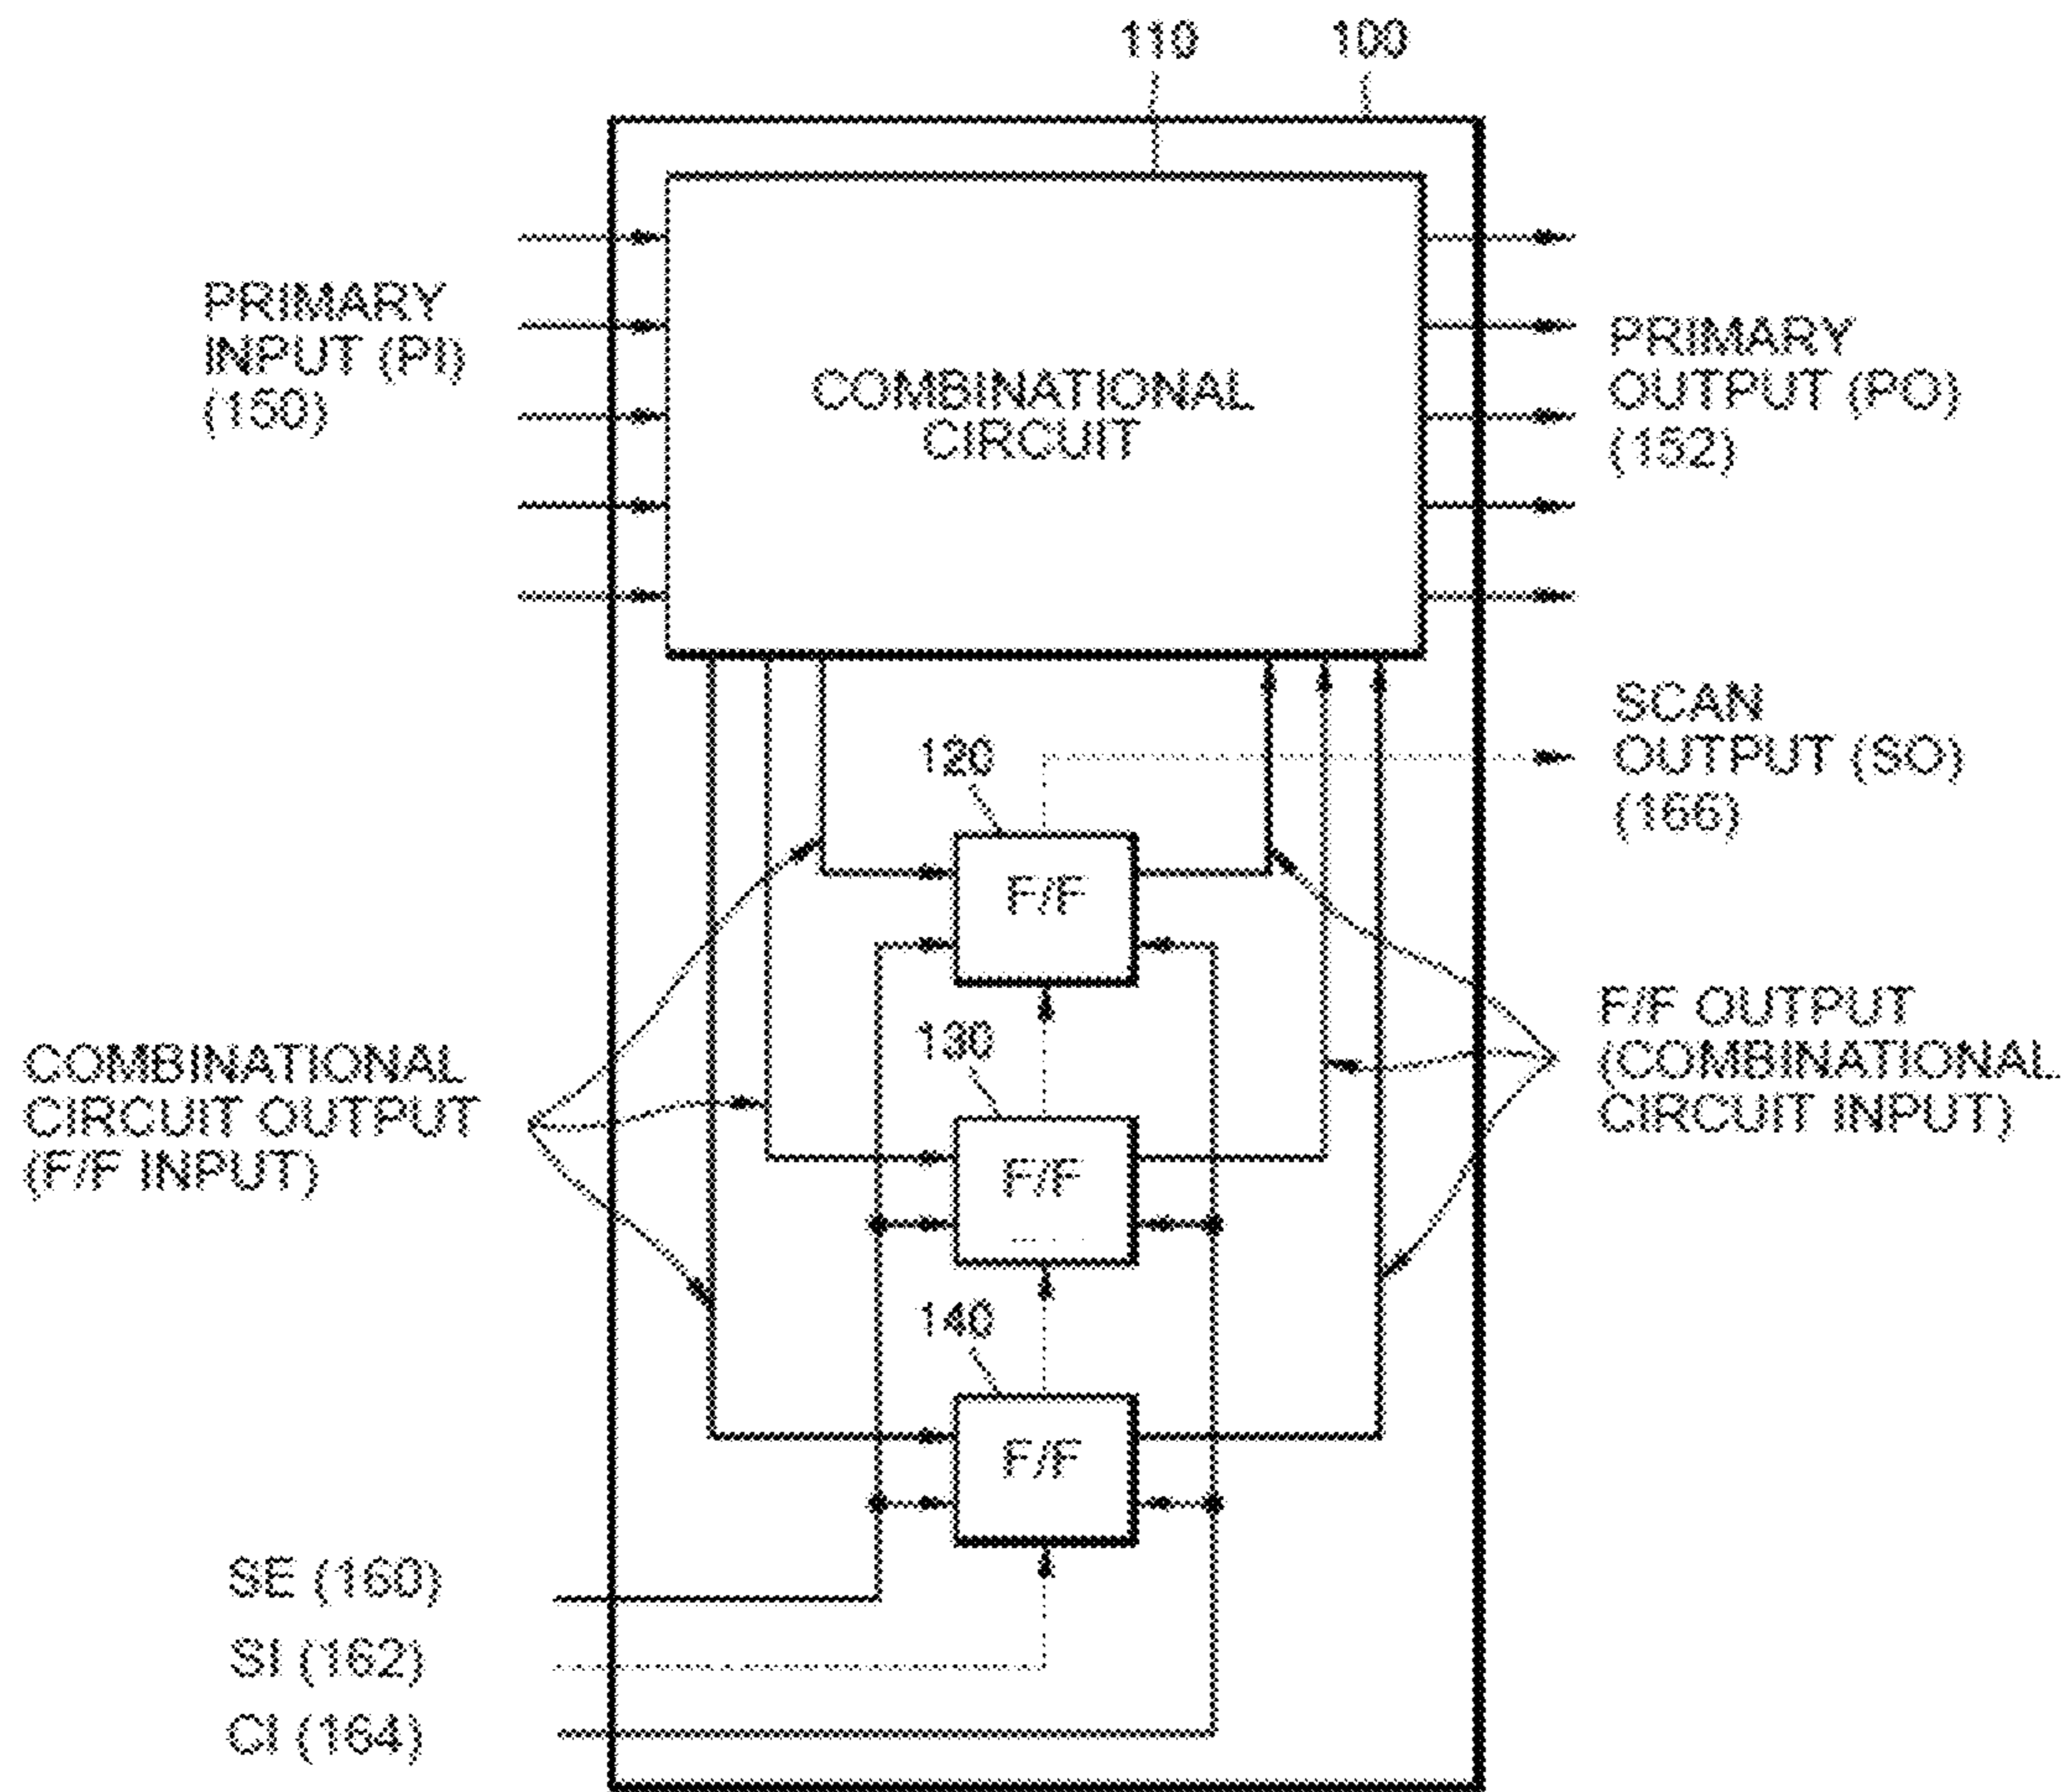 110
100
PRIMARY
INPUT (PI)
(150)
COMBINATIONAL
CIRCUIT
PRIMARY
OUTPUT (PO)
(152)
SCAN
OUTPUT (SO)
(166)
120
F/F
130
F/F
140
F/F
COMBINATIONAL
CIRCUIT OUTPUT
(F/F INPUT)
F/F OUTPUT
(COMBINATIONAL
CIRCUIT INPUT)
SE (160)
SI (162)
CI (164)